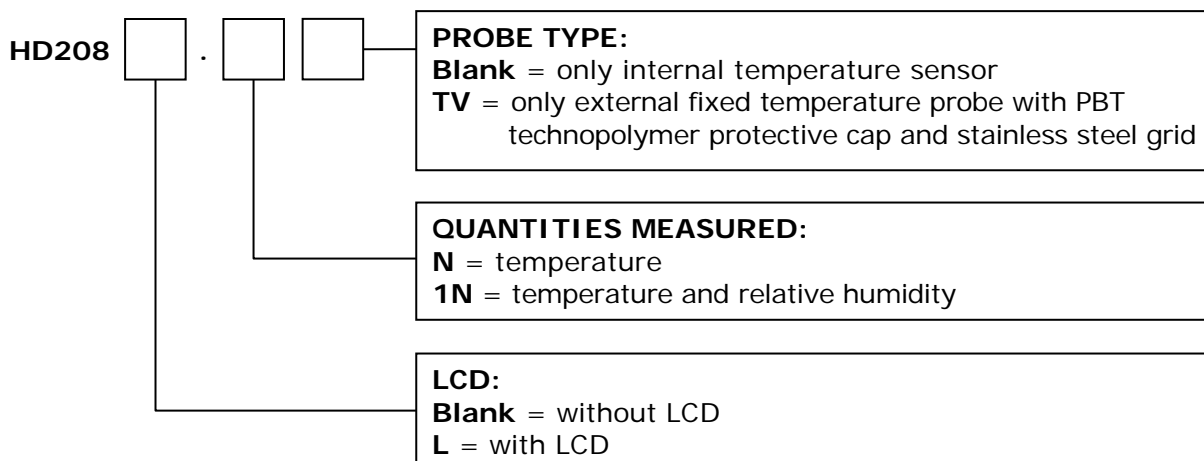 HD208 .
PROBE TYPE:
Blank = only internal temperature sensor
TV = only external fixed temperature probe with PBT
technopolymer protective cap and stainless steel grid
QUANTITIES MEASURED:
N = temperature
1N = temperature and relative humidity
LCD:
Blank = without LCD
L = with LCD